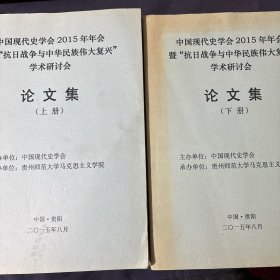 中国现代史学会2015年年会
“抗日战争与中华民族伟大复兴”
学术研讨会
论文集
(上册)
办单位：中国现代史学会
办单位：贵州师范大学马克思主义学院
中国·贵阳
二〇一五年八月
中国现代史学会2015年年会
暨“抗日战争与中华民族伟大复
学术研讨会
论文集
(下册)
主办单位：中国现代史学会
承办单位：贵州师范大学马克思主
中国·贵阳
二〇一五年八月